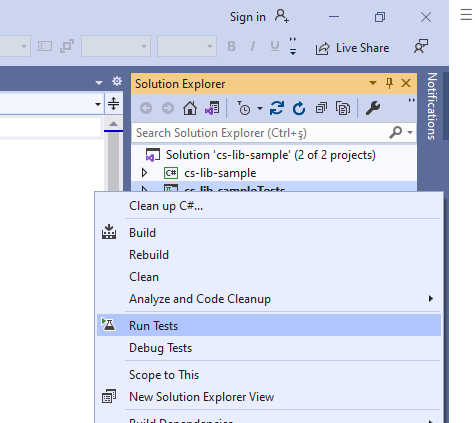 Sign in
B I U
Live Share
Solution Explorer
Notifications
Search Solution Explorer (Ctrl+ş)
Solution 'cs-lib-sample' (2 of 2 projects)
C# cs-lib-sample
cs-lib-sampleTests
Clean up C#...
Build
Rebuild
Clean
Analyze and Code Cleanup
Run Tests
Debug Tests
Scope to This
New Solution Explorer View
Build Dependencies